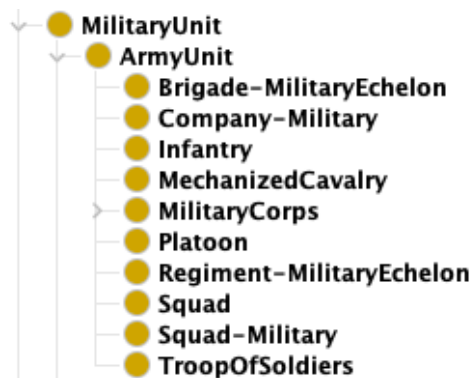 MilitaryUnit
ArmyUnit
Brigade-MilitaryEchelon
Company-Military
Infantry
MechanizedCavalry
MilitaryCorps
Platoon
Regiment-MilitaryEchelon
Squad
Squad-Military
TroopOfSoldiers